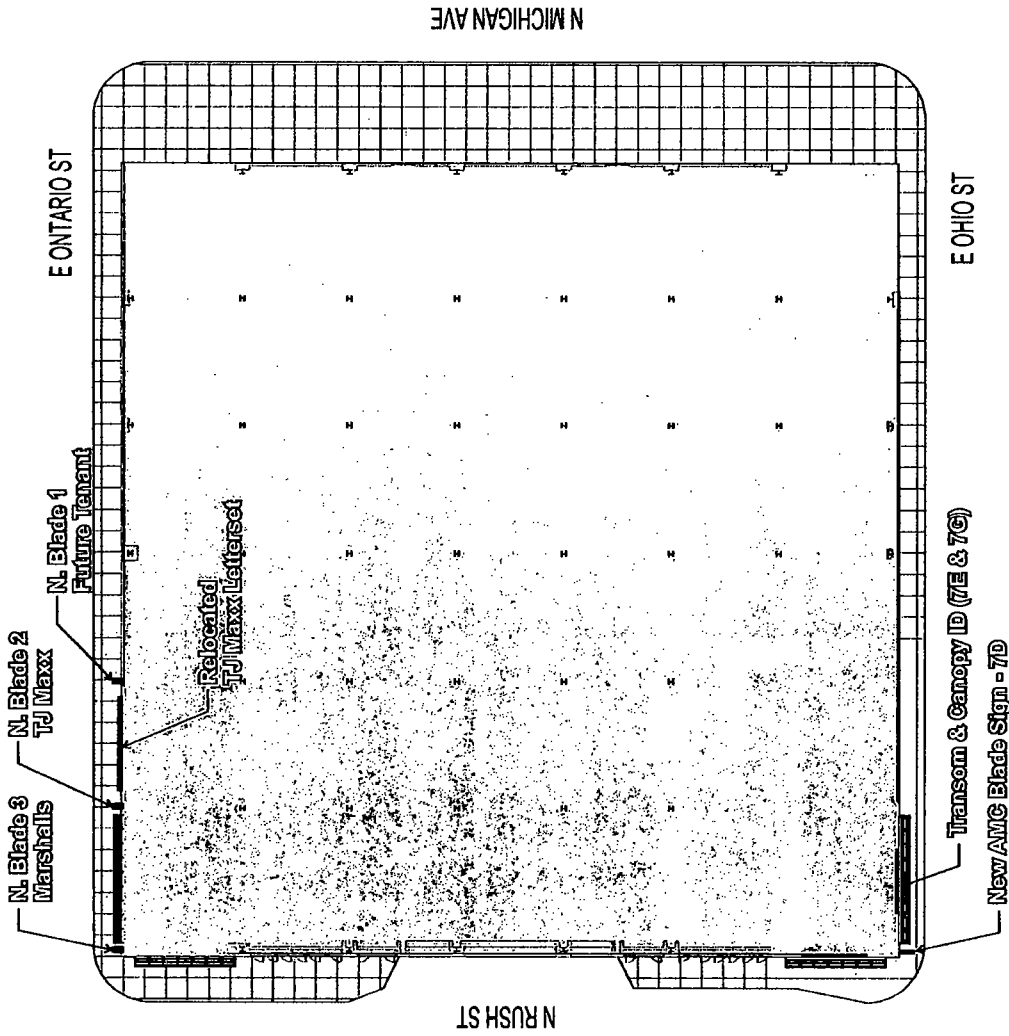 N MICHIGAN AVE
E ONTARIO ST
E OHIO ST
N RUSH ST
N. Blade 3
Marshalls
N. Blade 2
TJ Maxx
N. Blade 1
Future Tenant
Relocated
TJ Maxx Letterset
Transom & Canopy ID (7E & 7G)
New AMC Blade Sign - 7D